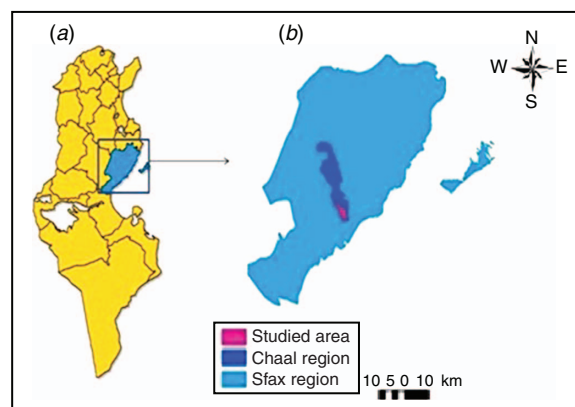 (a)
(b)
N
W E
S
Studied area
Chaal region
Sfax region
10 5 0 10 km